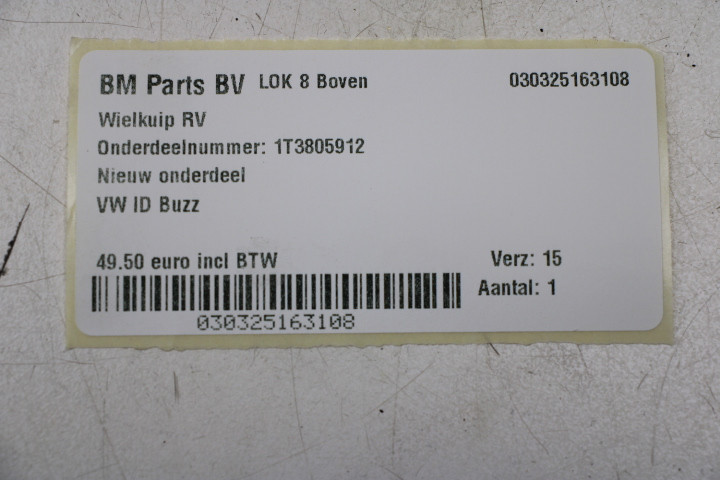 BM Parts BV LOK 8 Boven 030325163108
Wielkuip RV
Onderdeelnummer: 1T3805912
Nieuw onderdeel
VW ID Buzz
49.50 euro incl BTW Verz: 15
Aantal: 1
030325163108